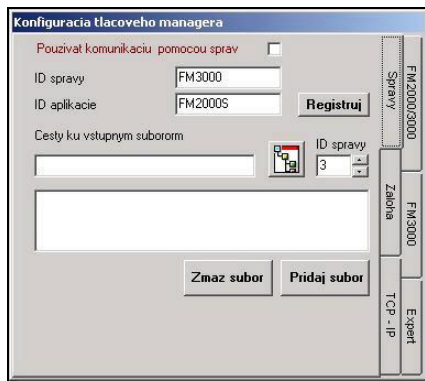 Konfiguracia tlacoveho managera
Pouzivat komunikaciu pomocou sprav
ID spravy
FM3000
ID aplikacie
FM2000S
Registruj
Cesty ku vstupnym subororm
ID spravy
3
Zmaz subor
Pridaj subor
Spravy
Zaloha
TCP - IP
FM2000/3000
FM3000
Expert